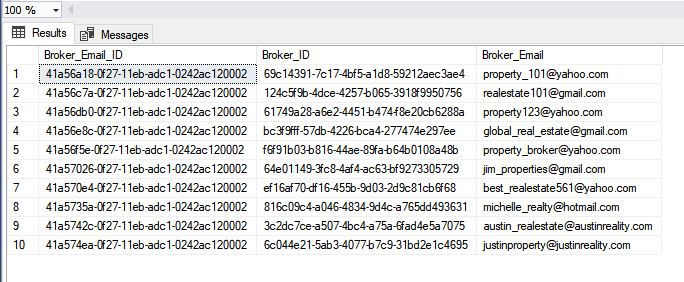 100 %
Results Messages
Broker_Email_ID Broker_ID Broker_Email
1 41a56a18-0f27-11eb-adc1-0242ac120002 69c14391-7c17-4bf5-a1d8-59212aec3ae4 property_101@yahoo.com
2 41a56c7a-0f27-11eb-adc1-0242ac120002 124c5f9b-4dce-4257-b065-3918f9950756 realestate101@gmail.com
3 41a56db0-0f27-11eb-adc1-0242ac120002 61749a28-a6e2-4451-b474-f8e20cb6288a property123@yahoo.com
4 41a56e8c-0f27-11eb-adc1-0242ac120002 bc3f9fff-57db-4226-bca4-277474e297ee global_real_estate@gmail.com
5 41a56f5e-0f27-11eb-adc1-0242ac120002 f6f91b03-b816-44ae-89fa-b64b0108a48b property_broker@yahoo.com
6 41a57026-0f27-11eb-adc1-0242ac120002 64e01149-3fc8-4af4-ac63-bf9273305729 jim_properties@gmail.com
7 41a570e4-0f27-11eb-adc1-0242ac120002 ef16af70-df16-455b-9d03-2d9c81cb6f68 best_realestate561@yahoo.com
8 41a5735a-0f27-11eb-adc1-0242ac120002 816c09c4-a046-4834-9d4c-a765dd493631 michelle_realty@hotmail.com
9 41a5742c-0f27-11eb-adc1-0242ac120002 3c2dc7ce-a507-4bc4-a75a-6fad4e5a7075 austin_realestate@austinreality.com
10 41a574ea-0f27-11eb-adc1-0242ac120002 6c044e21-5ab3-4077-b7c9-31bd2e1c4695 justinproperty@justinreality.com